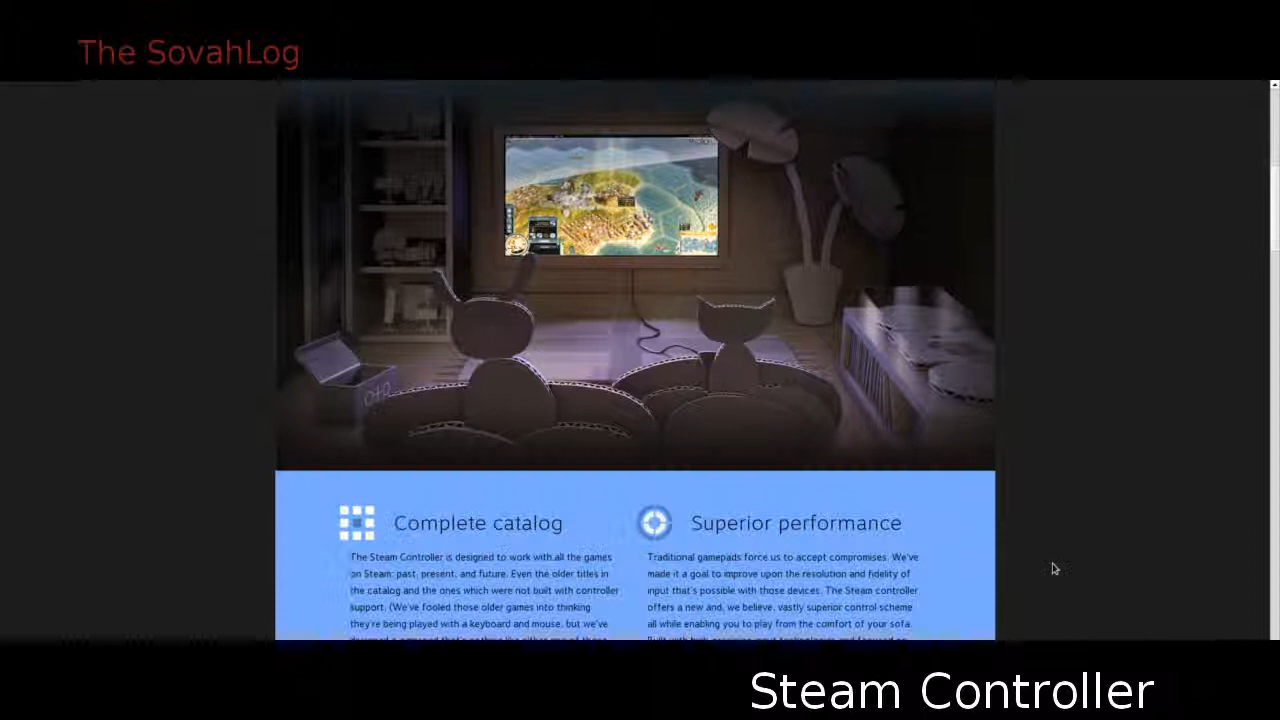 The SovahLog
Complete catalog
The Steam Controller is designed to work with all the games
on Steam: past, present, and future. Even the older titles in
the catalog and the ones which were not built with controller
support. (We've fooled those older games into thinking
they're being played with a keyboard and mouse, but we've
Superior performance
Traditional gamepads force us to accept compromises. We've
made it a goal to improve upon the resolution and fidelity of
input that's possible with those devices. The Steam controller
offers a new and, we believe, vastly superior control scheme
all while enabling you to play from the comfort of your sofa.
Steam Controller